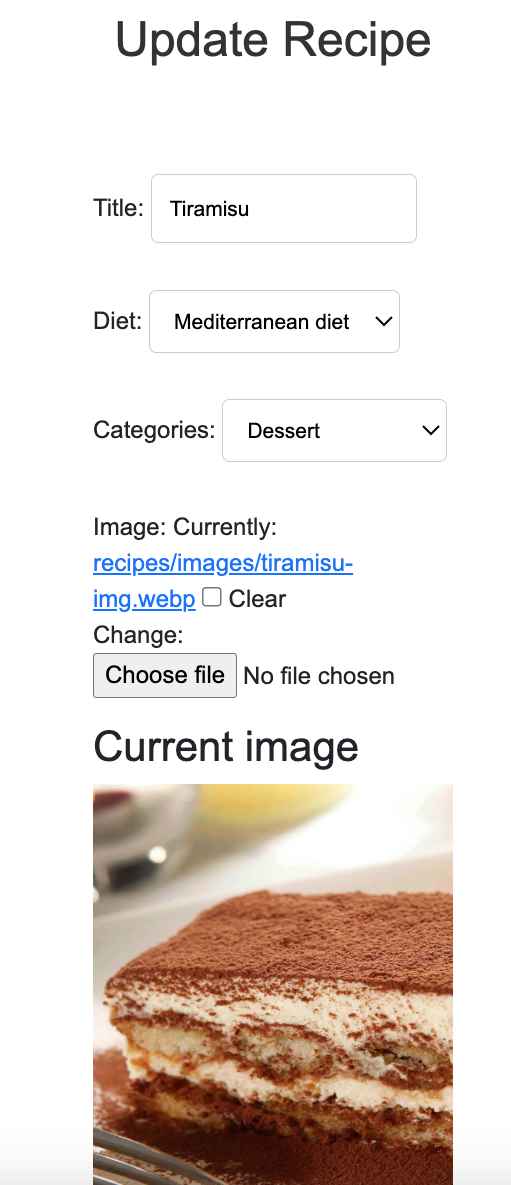 Update Recipe
Title: Tiramisu
Diet: Mediterranean diet
Categories: Dessert
Image: Currently:
recipes/images/tiramisu-
img.webp Clear
Change:
Choose file No file chosen
Current image